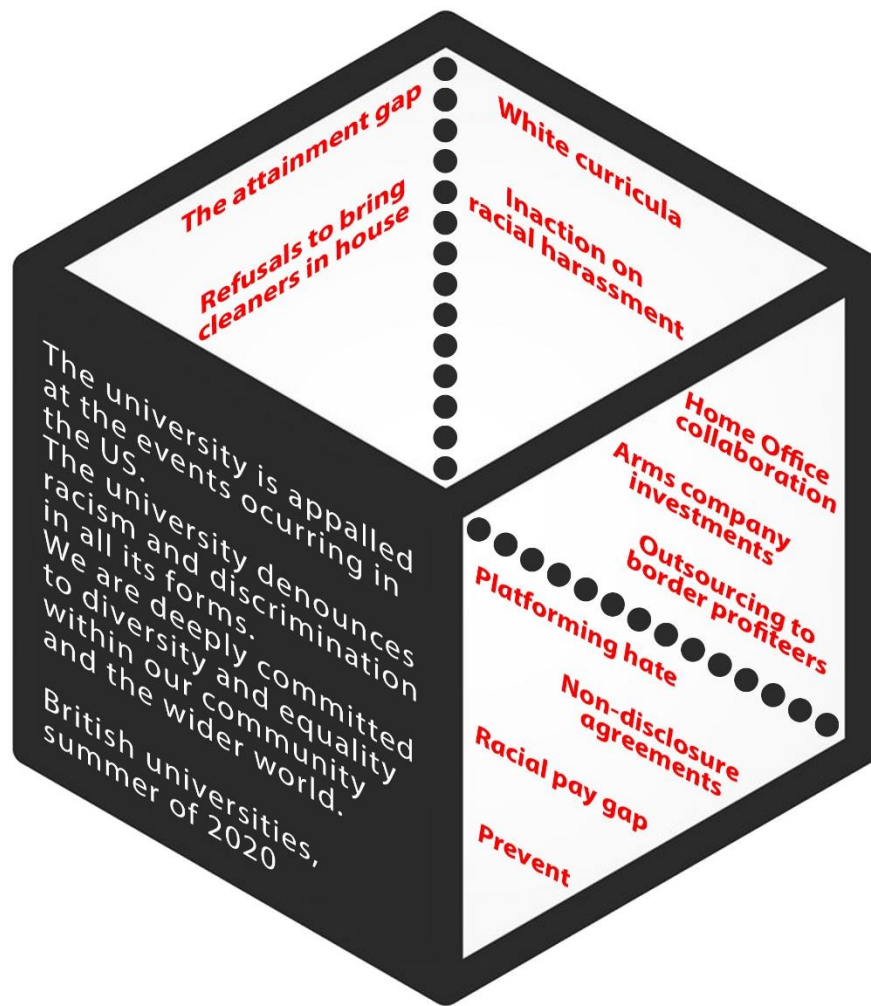 The attainment gap
Refusals to bring
cleaners in house
White curricula
Inaction on
racial harassment
The university is appalled
at the events ocurring in
the US.
The university denounces
racism and discrimination
in all its forms.
We are deeply committed
to diversity and equality
within our community
and the wider world.
British universities,
summer of 2020
Home Office
collaboration
Arms company
investments
Outsourcing to
border profiteers
Platforming hate
Non-disclosure
agreements
Racial pay gap
Prevent